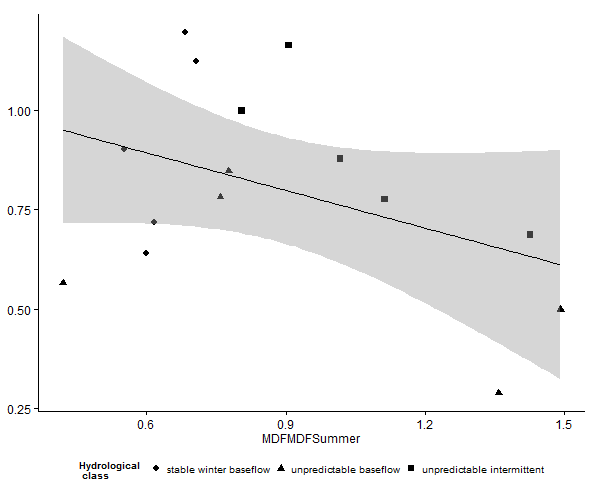 1.00
0.75
0.50
0.25
0.6 0.9 1.2 1.5
MDFMDFSummer
Hydrological
class
stable winter baseflow unpredictable baseflow unpredictable intermittent